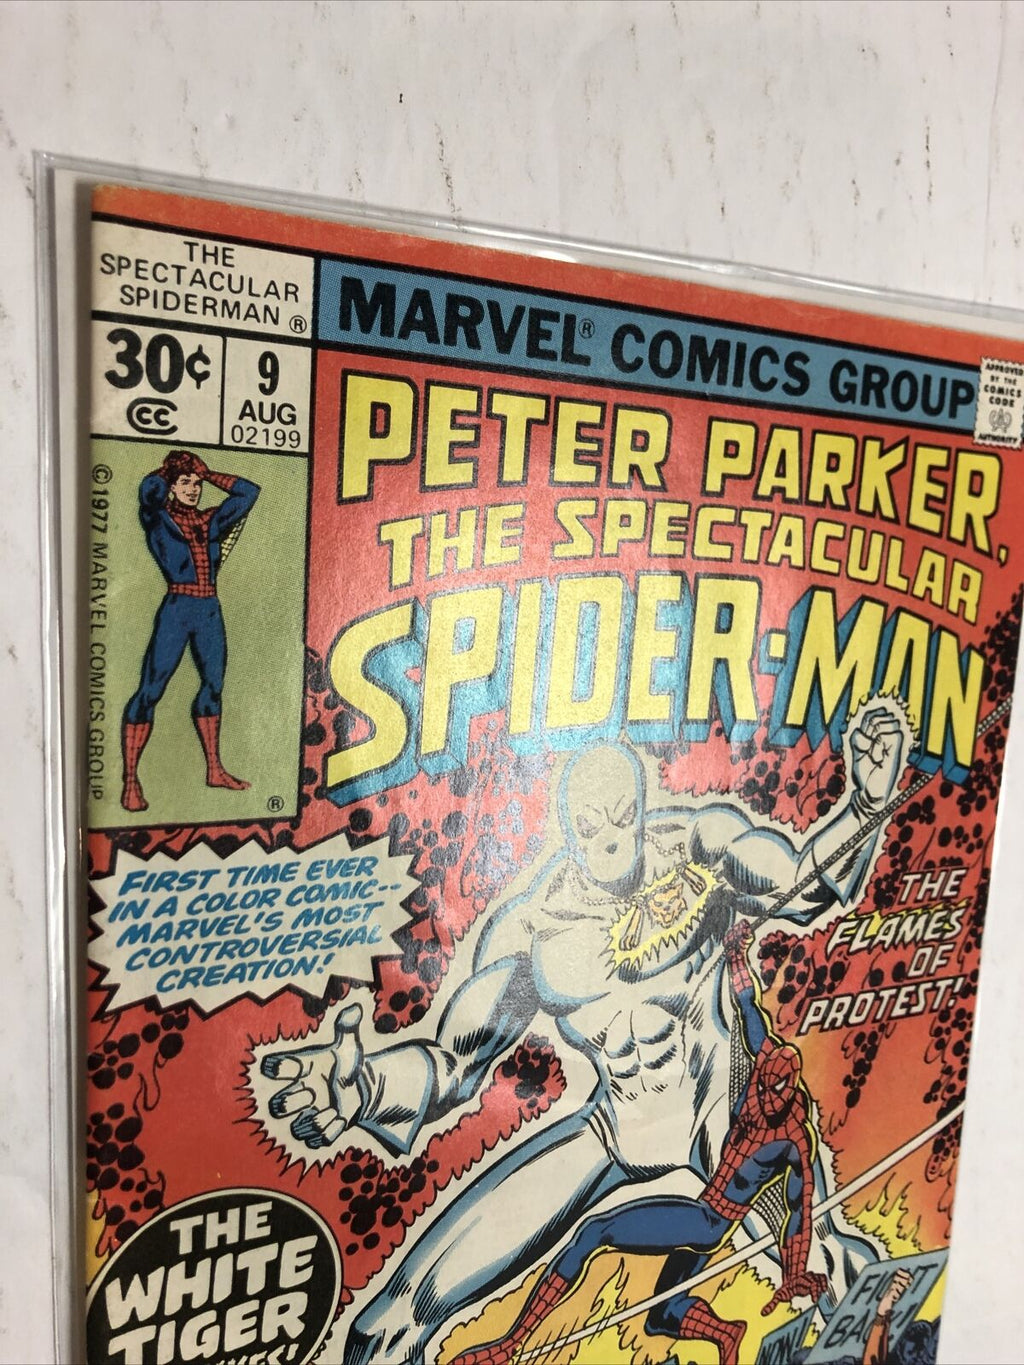 THE
SPECTACULAR
SPIDERMAN ®
30¢
CC
9
AUG
02199
MARVEL® COMICS GROUP
APPROVED
BY THE
COMICS
CODE
AUTHORITY
PETER PARKER,
THE SPECTACULAR
SPIDER-MAN
© 1977 MARVEL COMICS GROUP
®
FIRST TIME EVER
IN A COLOR COMIC--
MARVEL'S MOST
CONTROVERSIAL
CREATION!
THE
FLAMES
OF
PROTEST!
THE
WHITE
TIGER
FIGHT
BACK!
NOW!